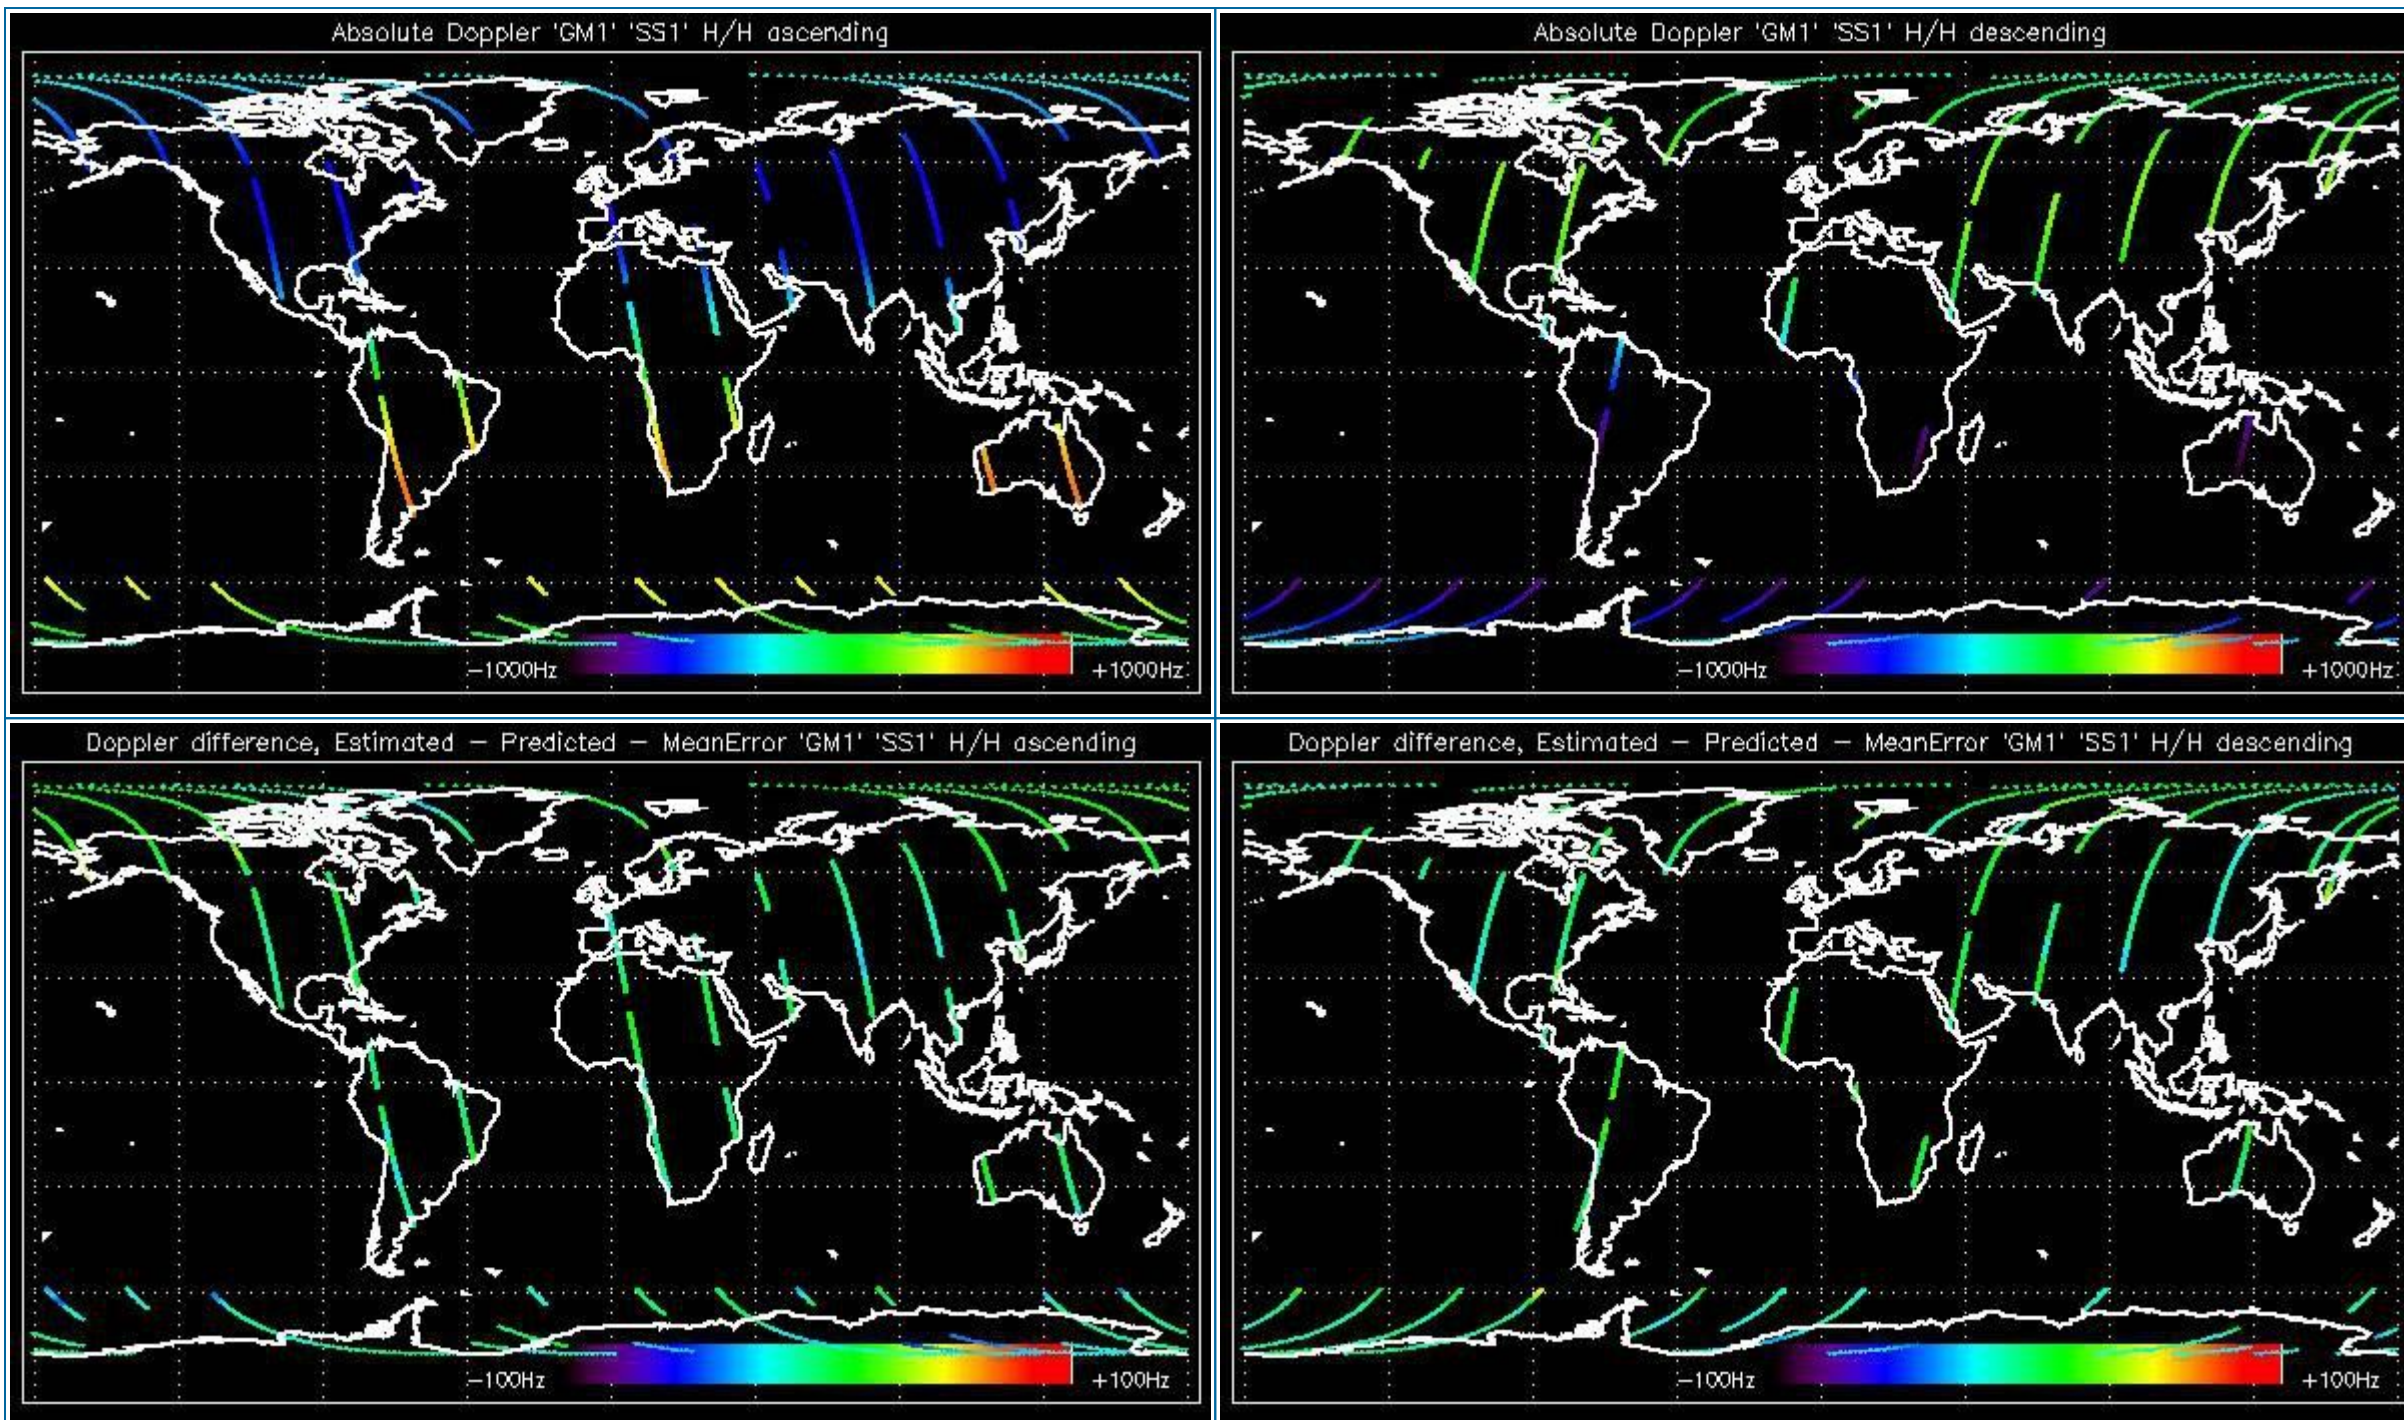 Absolute Doppler 'GM1' 'SS1' H/H ascending
-1000Hz
+1000Hz
Absolute Doppler 'GM1' 'SS1' H/H descending
-1000Hz
+1000Hz
Doppler difference, Estimated - Predicted - MeanError 'GM1' 'SS1' H/H ascending
-100Hz
+100Hz
Doppler difference, Estimated - Predicted - MeanError 'GM1' 'SS1' H/H descending
-100Hz
+100Hz